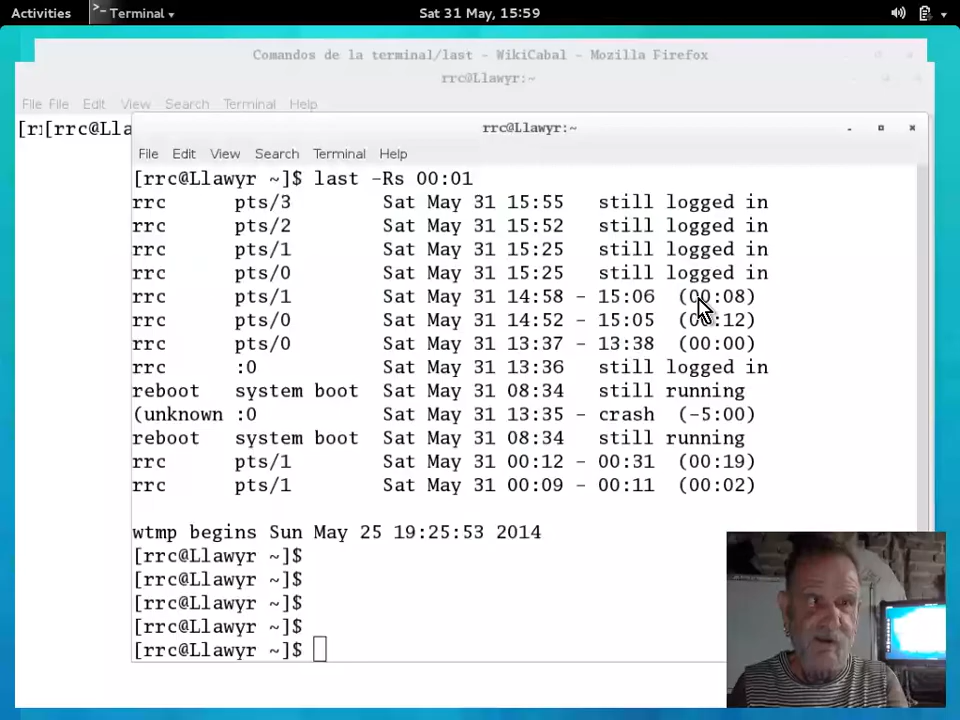 Activities
Terminal
Sat 31 May, 15:59
Comandos de la terminal/last - WikiCabal - Mozilla Firefox
rrc@Llawyr:~
File File Edit View Search Terminal Help
[r [rrc@Lla
rrc@Llawyr:~
File Edit View Search Terminal Help
[rrc@Llawyr ~]$ last -Rs 00:01
rrc pts/3 Sat May 31 15:55 still logged in
rrc pts/2 Sat May 31 15:52 still logged in
rrc pts/1 Sat May 31 15:25 still logged in
rrc pts/0 Sat May 31 15:25 still logged in
rrc pts/1 Sat May 31 14:58 - 15:06 (00:08)
rrc pts/0 Sat May 31 14:52 - 15:05 (00:12)
rrc pts/0 Sat May 31 13:37 - 13:38 (00:00)
rrc :0 Sat May 31 13:36 still logged in
reboot system boot Sat May 31 08:34 still running
(unknown :0 Sat May 31 13:35 - crash (-5:00)
reboot system boot Sat May 31 08:34 still running
rrc pts/1 Sat May 31 00:12 - 00:31 (00:19)
rrc pts/1 Sat May 31 00:09 - 00:11 (00:02)
wtmp begins Sun May 25 19:25:53 2014
[rrc@Llawyr ~]$
[rrc@Llawyr ~]$
[rrc@Llawyr ~]$
[rrc@Llawyr ~]$
[rrc@Llawyr ~]$